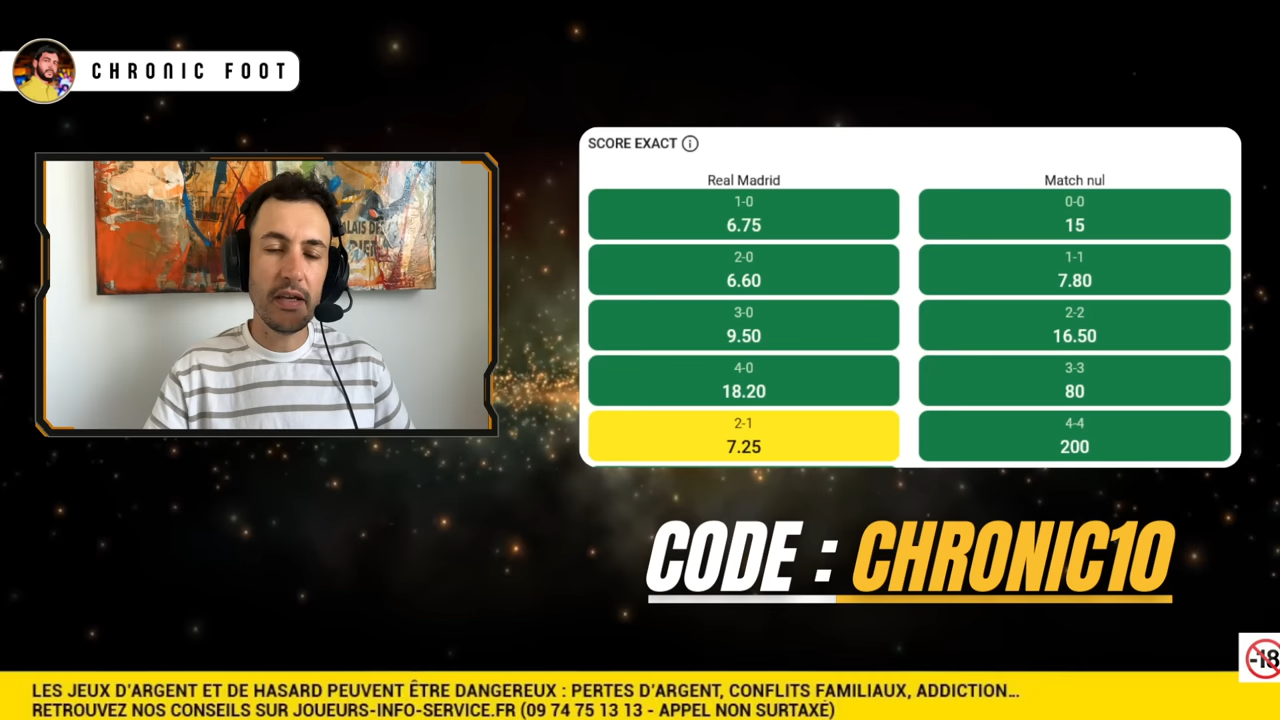 CHRONIC FOOT
ALAIS DE
SCORE EXACT
Real Madrid
Match nul
1-0
6.75
0-0
15
2-0
6.60
1-1
7.80
3-0
9.50
2-2
16.50
4-0
18.20
3-3
80
2-1
7.25
4-4
200
CODE : CHRONIC10
-18
LES JEUX D'ARGENT ET DE HASARD PEUVENT ÊTRE DANGEREUX : PERTES D'ARGENT, CONFLITS FAMILIAUX, ADDICTION...
RETROUVEZ NOS CONSEILS SUR JOUEURS-INFO-SERVICE.FR (09 74 75 13 13 - APPEL NON SURTAXÉ)